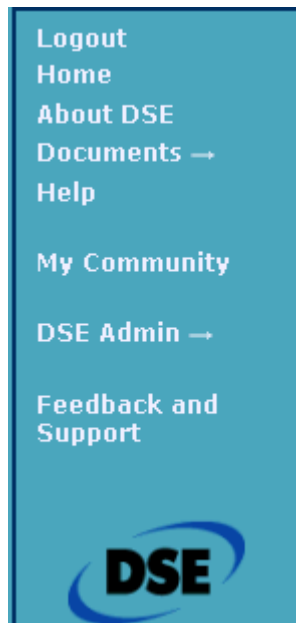 Logout
Home
About DSE
Documents →
Help
My Community
DSE Admin →
Feedback and
Support
DSE